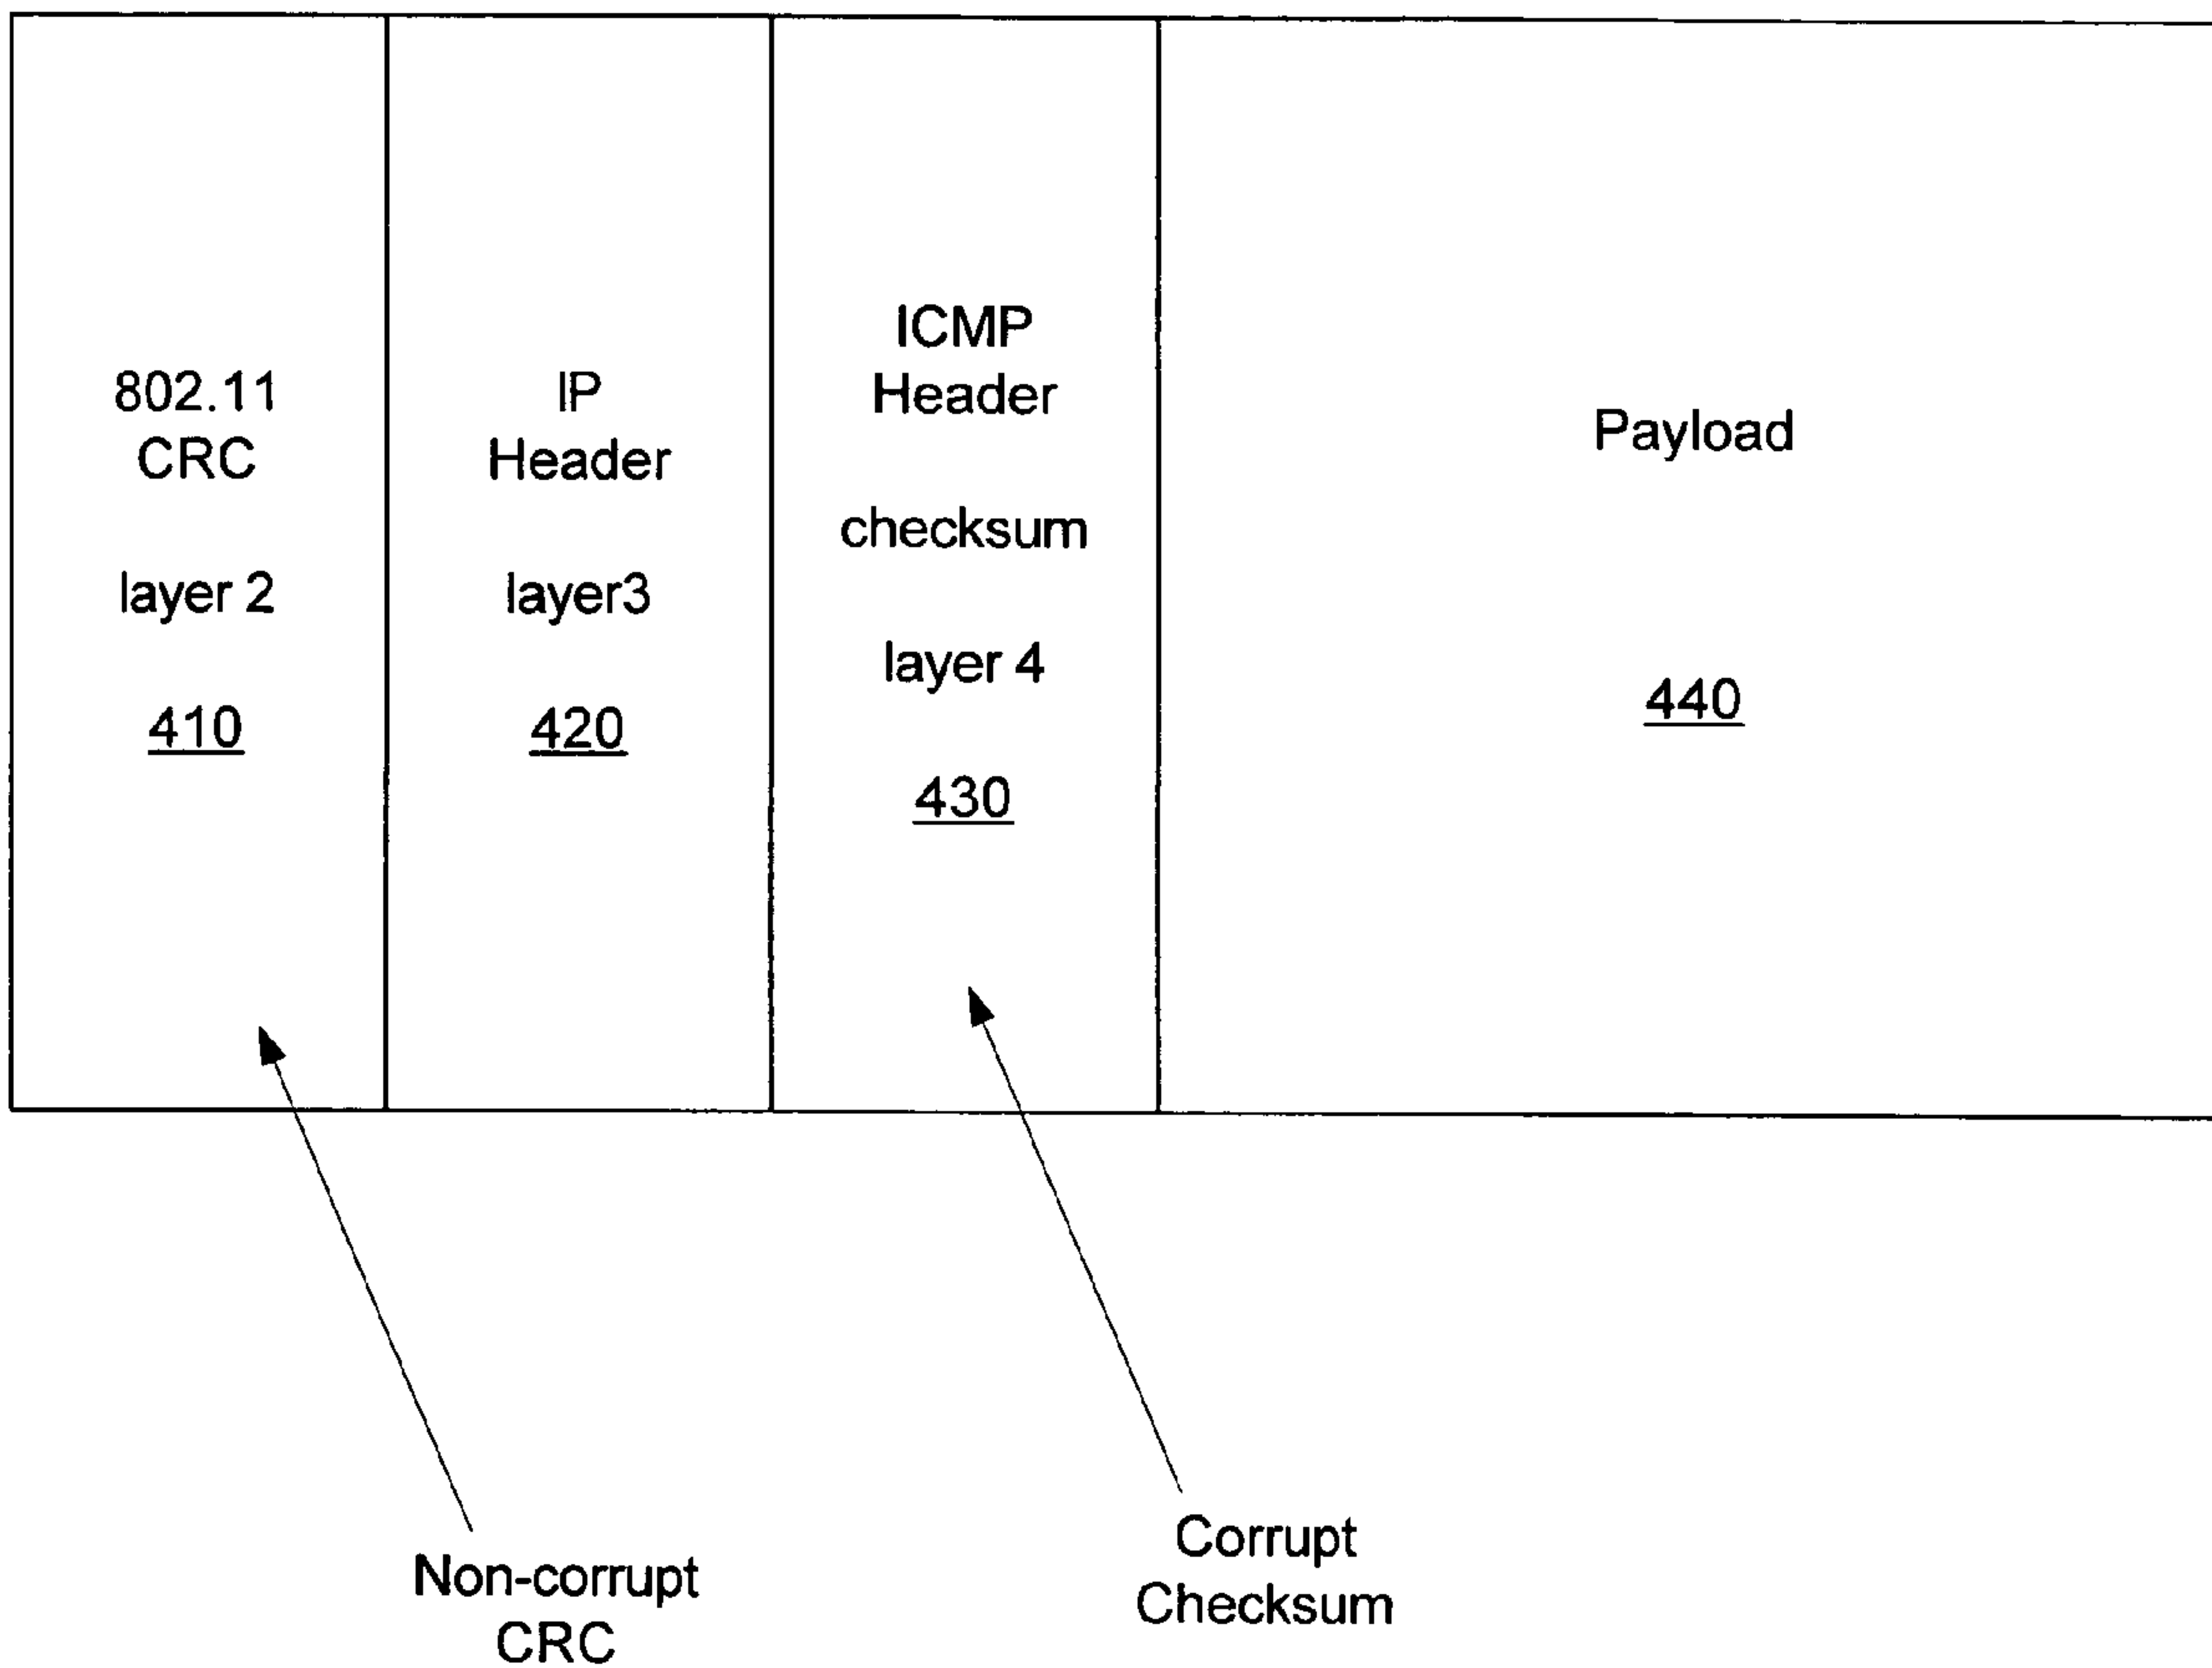 802.11
CRC
layer 2
410
IP
Header
layer3
420
ICMP
Header
checksum
layer 4
430
Payload
440
Non-corrupt
CRC
Corrupt
Checksum